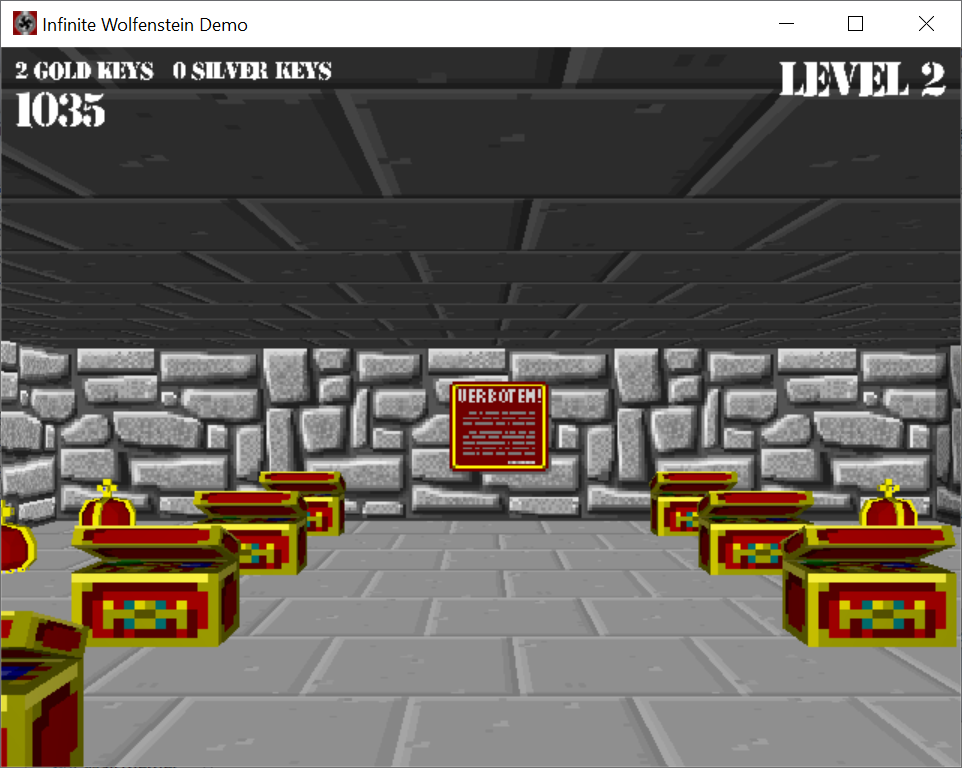 Infinite Wolfenstein Demo
2 GOLD KEYS 0 SILVER KEYS
LEVEL 2
1035
VERBOTEN!